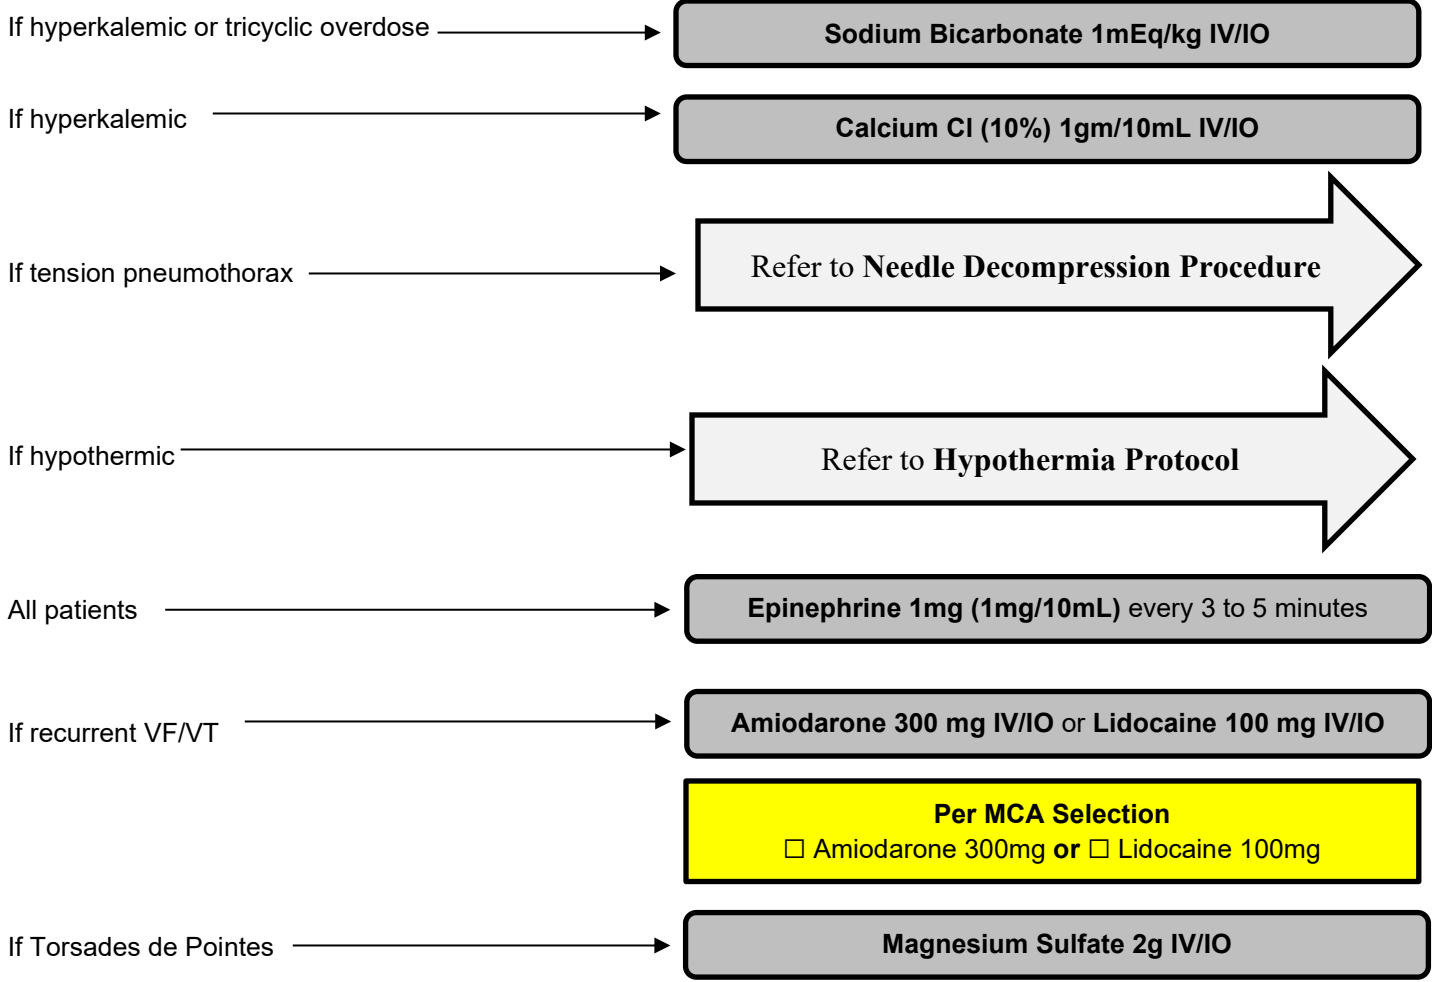 If hyperkalemic or tricyclic overdose
Sodium Bicarbonate 1mEq/kg IV/IO
If hyperkalemic
Calcium Cl (10%) 1gm/10mL IV/IO
If tension pneumothorax
Refer to Needle Decompression Procedure
If hypothermic
Refer to Hypothermia Protocol
All patients
Epinephrine 1mg (1mg/10mL) every 3 to 5 minutes
If recurrent VF/VT
Amiodarone 300 mg IV/IO or Lidocaine 100 mg IV/IO
Per MCA Selection
☐ Amiodarone 300mg or ☐ Lidocaine 100mg
If Torsades de Pointes
Magnesium Sulfate 2g IV/IO